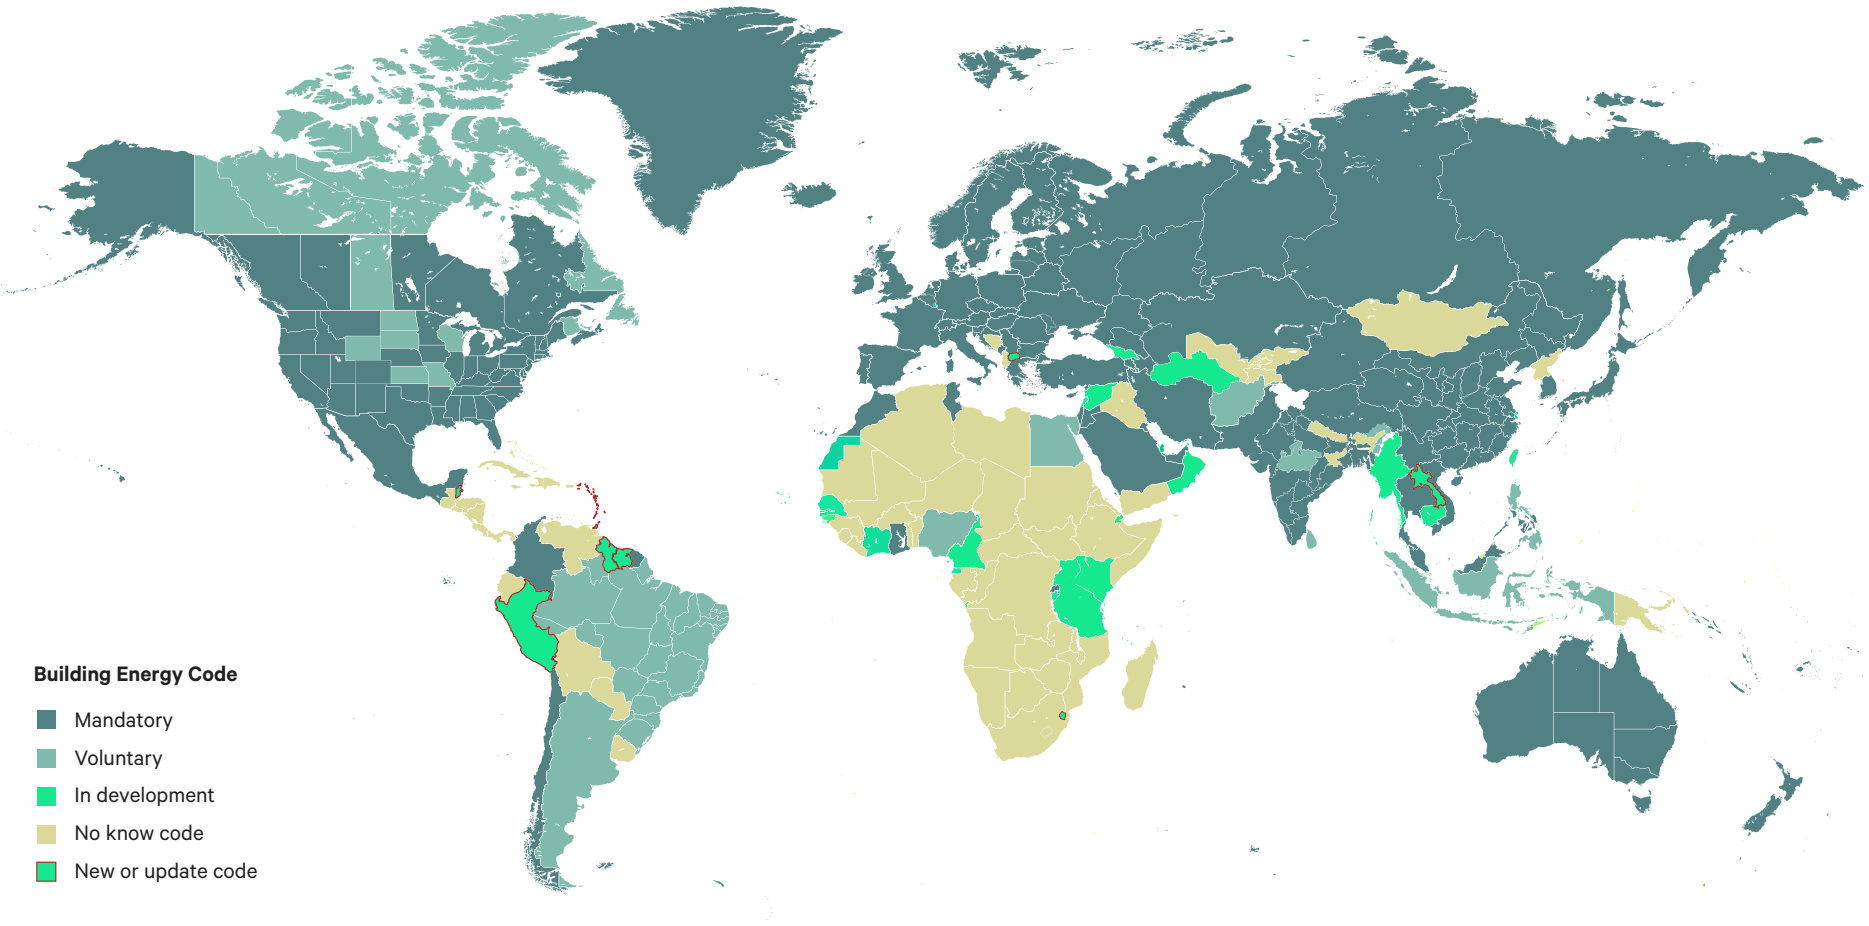 Building Energy Code
Mandatory
Voluntary
In development
No know code
New or update code